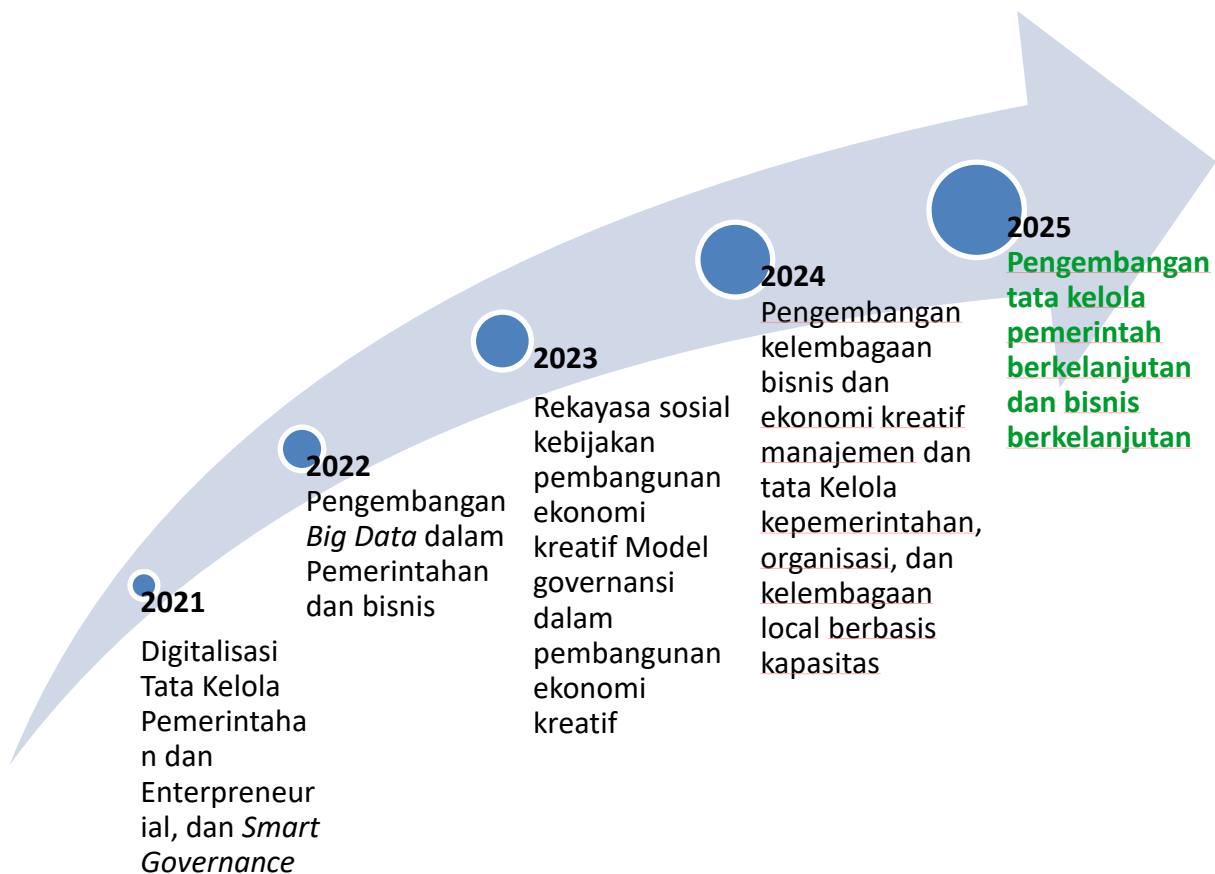 2021
Digitalisasi
Tata Kelola
Pemerintaha
n dan
Enterpreneur
ial, dan Smart
Governance
2022
Pengembangan
Big Data dalam
Pemerintahan
dan bisnis
2023
Rekayasa sosial
kebijakan
pembangunan
ekonomi
kreatif Model
governansi
dalam
pembangunan
ekonomi
kreatif
2024
Pengembangan
kelembagaan
bisnis dan
ekonomi kreatif
manajemen dan
tata Kelola
kepemerintahan,
organisasi, dan
kelembagaan
local berbasis
kapasitas
2025
Pengembangan
tata kelola
pemerintah
berkelanjutan
dan bisnis
berkelanjutan